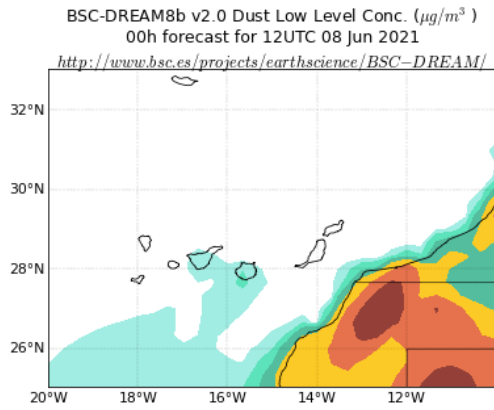 BSC-DREAM8b v2.0 Dust Low Level Conc. (μg/m³ )
00h forecast for 12UTC 08 Jun 2021
http://www.bsc.es/projects/earthscience/BSC−DREAM/
32°N
30°N
28°N
26°N
20°W 18°W 16°W 14°W 12°W